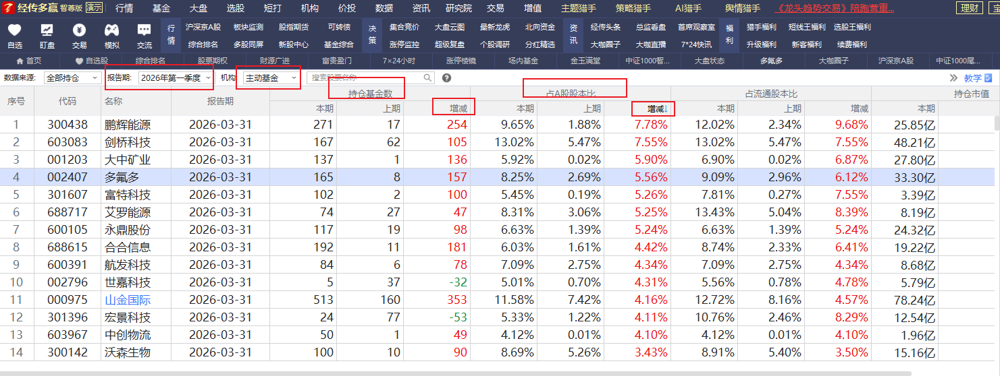 经传多赢 智尊版 演示 行情 基金 大盘 选股 短打 机构 价投 数据 资讯 研究院 交易 增值 主题猎手 策略猎手 AI猎手 舆情猎手 《龙头趋势交易》陪跑营重... 理财
行情 沪深京A股 板块监测 股指期货 可转债 决策 集合竞价 大盘云图 最新龙虎 北向资金 资讯 经传头条 总监看盘 首席观察室 福利 猎手福利 短线王福利 选股王福利
自选 盯盘 交易 模拟 交流 综合排名 多股同屏 新股中心 基金综合 涨停监控 超级复盘 个股调研 分红精选 大咖圈子 大咖直播 7*24快讯 升级福利 新客福利 续费福利
首页 自选股 综合排名 股票期权 财源广进 富贵盈门 7×24小时 涨停棱镜 场内基金 金玉满堂 中证1000智... 大盘状态 多氟多 大咖圈子 沪深京A股 中证1000尾...
数据来源: 全部持仓 报告期: 2026年第一季度 机构 主动基金 搜索股票名称 ? 教学
序号 代码 名称 报告期 持仓基金数 占A股股本比 占流通股本比 持仓市值
本期 上期 增减 本期 上期 增减↓ 本期 上期 增减 本期
1 300438 鹏辉能源 2026-03-31 271 17 254 9.65% 1.88% 7.78% 12.02% 2.34% 9.68% 25.85亿
2 603083 剑桥科技 2026-03-31 167 62 105 13.02% 5.47% 7.55% 13.02% 5.47% 7.55% 48.21亿
3 001203 大中矿业 2026-03-31 137 1 136 5.92% 0.02% 5.90% 6.90% 0.02% 6.87% 27.80亿
4 002407 多氟多 2026-03-31 165 8 157 8.25% 2.69% 5.56% 9.09% 2.96% 6.12% 33.30亿
5 301607 富特科技 2026-03-31 102 2 100 5.45% 0.19% 5.26% 7.81% 0.27% 7.55% 3.39亿
6 688717 艾罗能源 2026-03-31 74 27 47 8.31% 3.06% 5.25% 13.43% 5.04% 8.39% 8.19亿
7 600105 永鼎股份 2026-03-31 117 19 98 6.63% 1.39% 5.24% 6.63% 1.39% 5.24% 24.32亿
8 688615 合合信息 2026-03-31 192 11 181 6.03% 1.61% 4.42% 8.74% 2.33% 6.41% 19.22亿
9 600391 航发科技 2026-03-31 84 6 78 7.09% 2.75% 4.34% 7.09% 2.75% 4.34% 8.68亿
10 002796 世嘉科技 2026-03-31 5 37 -32 5.01% 0.70% 4.31% 5.56% 0.78% 4.78% 5.79亿
11 000975 山金国际 2026-03-31 513 160 353 11.58% 7.42% 4.16% 12.72% 8.16% 4.57% 78.24亿
12 301396 宏景科技 2026-03-31 24 77 -53 5.33% 1.22% 4.11% 10.76% 2.46% 8.29% 12.54亿
13 603967 中创物流 2026-03-31 50 1 49 4.12% 0.01% 4.10% 4.12% 0.01% 4.10% 1.96亿
14 300142 沃森生物 2026-03-31 100 10 90 8.69% 5.26% 3.43% 8.91% 5.40% 3.50% 15.16亿